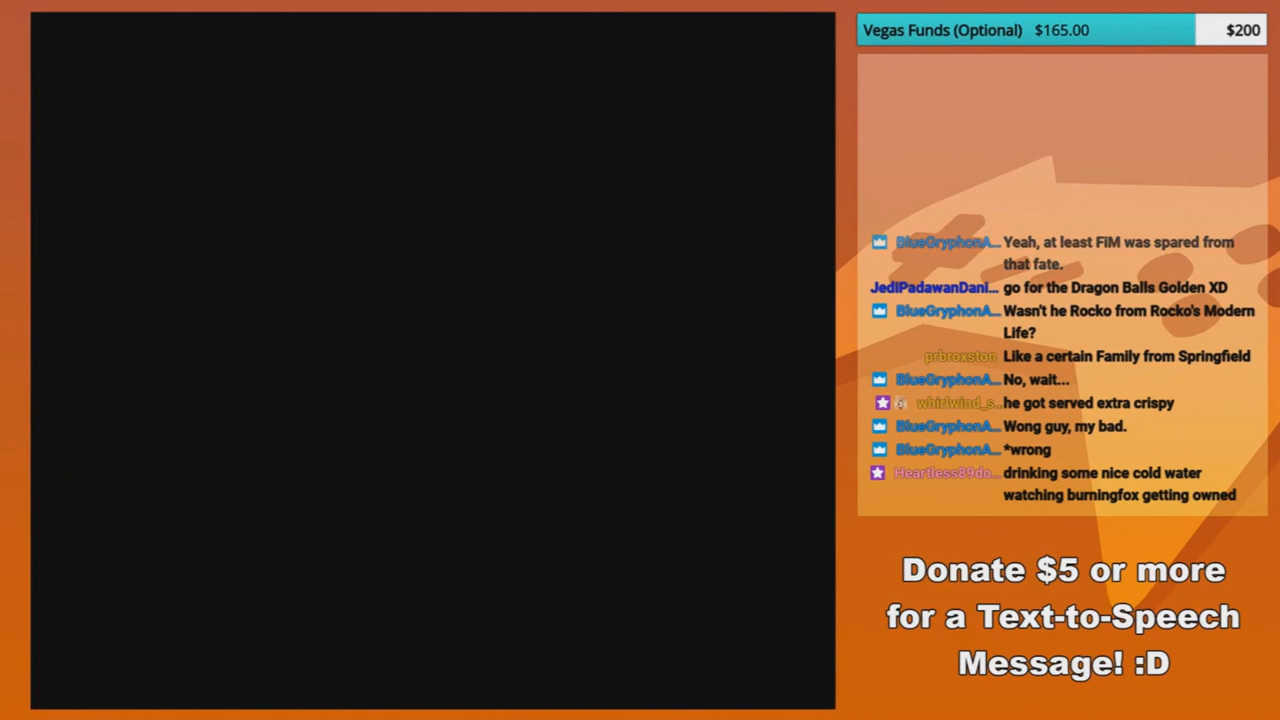 Vegas Funds (Optional) $165.00 $200
BlueGryphonA... Yeah, at least FiM was spared from
that fate.
JediPadawanDani... go for the Dragon Balls Golden XD
BlueGryphonA... Wasn't he Rocko from Rocko's Modern
Life?
prbroxston Like a certain Family from Springfield
BlueGryphonA... No, wait...
whirlwind_s... he got served extra crispy
BlueGryphonA... Wong guy, my bad.
BlueGryphonA... *wrong
Heartless89do... drinking some nice cold water
watching burningfox getting owned
Donate $5 or more
for a Text-to-Speech
Message! :D